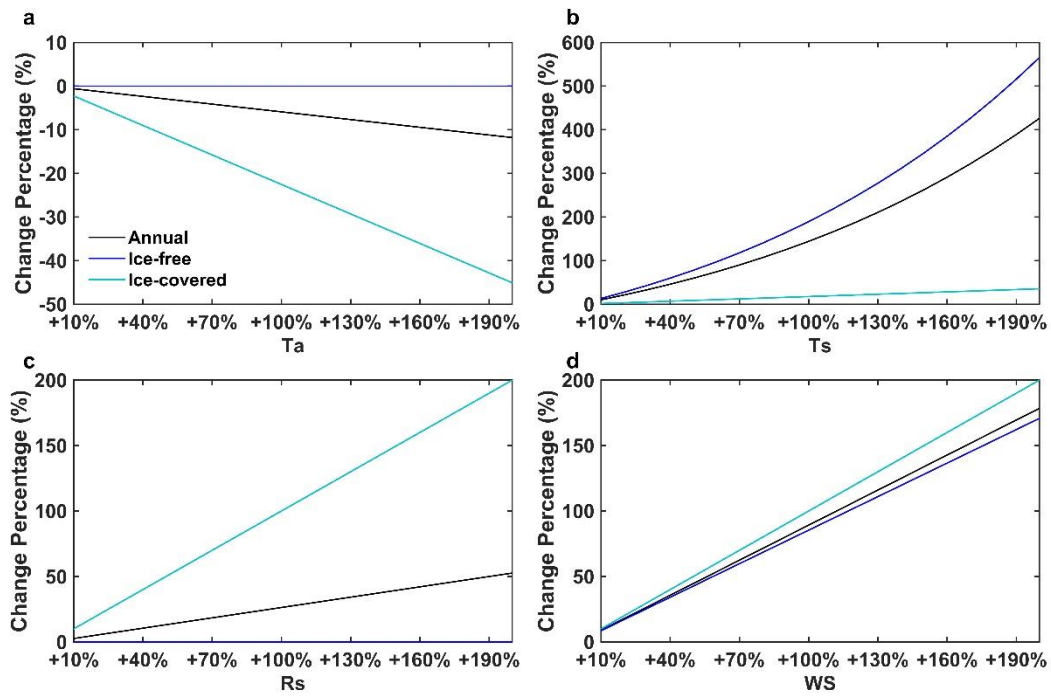 a
10
0
-10
-20
-30
-40
-50
Change Percentage (%)
Annual
Ice-free
Ice-covered
+10% +40% +70% +100% +130% +160% +190%
Ta
b
600
500
400
300
200
100
0
Change Percentage (%)
+10% +40% +70% +100% +130% +160% +190%
Ts
c
200
150
100
50
0
Change Percentage (%)
+10% +40% +70% +100% +130% +160% +190%
Rs
d
200
150
100
50
0
Change Percentage (%)
+10% +40% +70% +100% +130% +160% +190%
WS